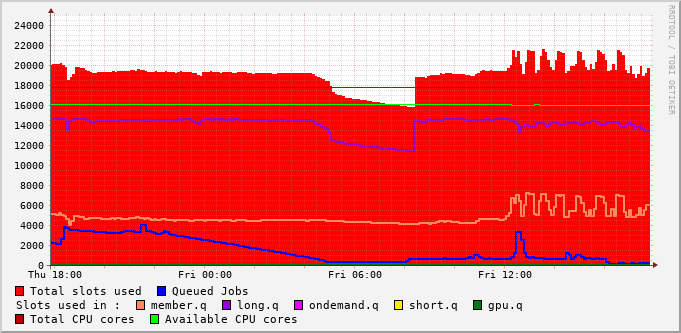 24000
22000
20000
18000
16000
14000
12000
10000
8000
6000
4000
2000
0
Thu 18:00 Fri 00:00 Fri 06:00 Fri 12:00
Total slots used Queued Jobs
Slots used in : member.q long.q ondemand.q short.q gpu.q
Total CPU cores Available CPU cores
RRDTOOL / TOBI OETIKER